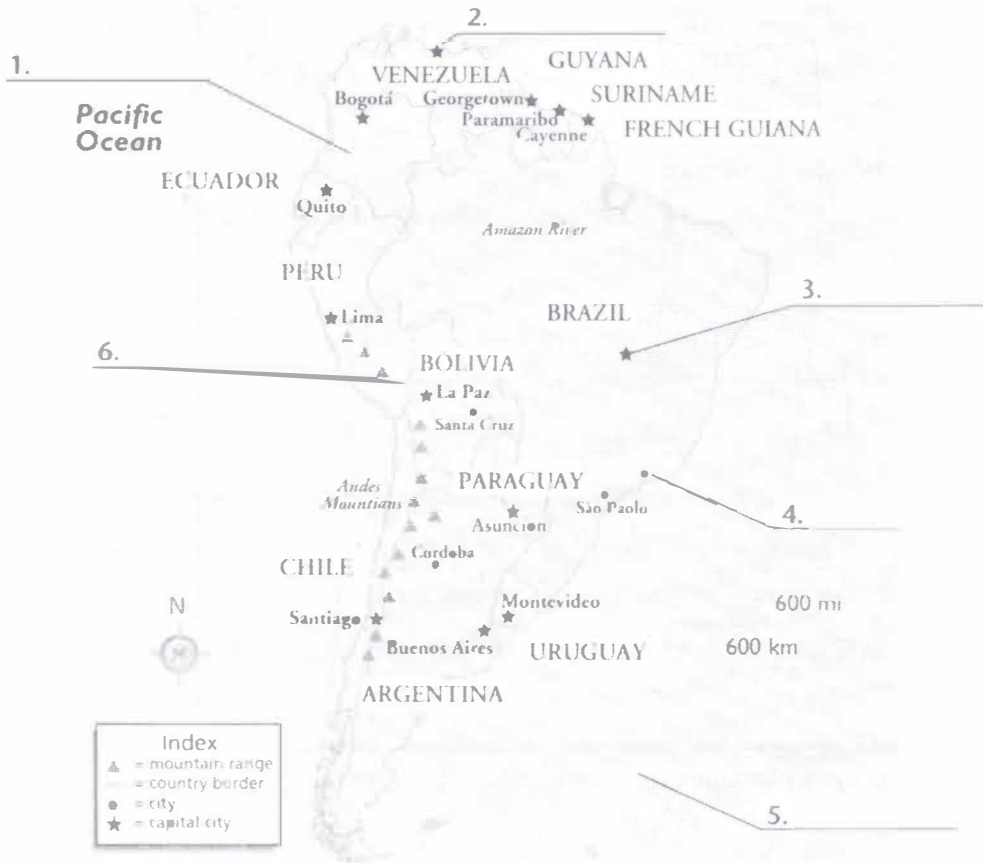 2.
1.
GUYANA
VENEZUELA
Bogotá
Georgetown
SURINAME
Pacific
Ocean
Paramaribo
Cayenne
FRENCH GUIANA
ECUADOR
Quito
Amazon River
PERU
3.
BRAZIL
Lima
6.
BOLIVIA
La Paz
Santa Cruz
Andes
Mountians
PARAGUAY
São Paolo
Asuncion
4.
Cordoba
CHILE
N
Montevideo
600 mi
Santiago
Buenos Aires
URUGUAY
600 km
ARGENTINA
Index
= mountain range
= country border
= city
= capital city
5.